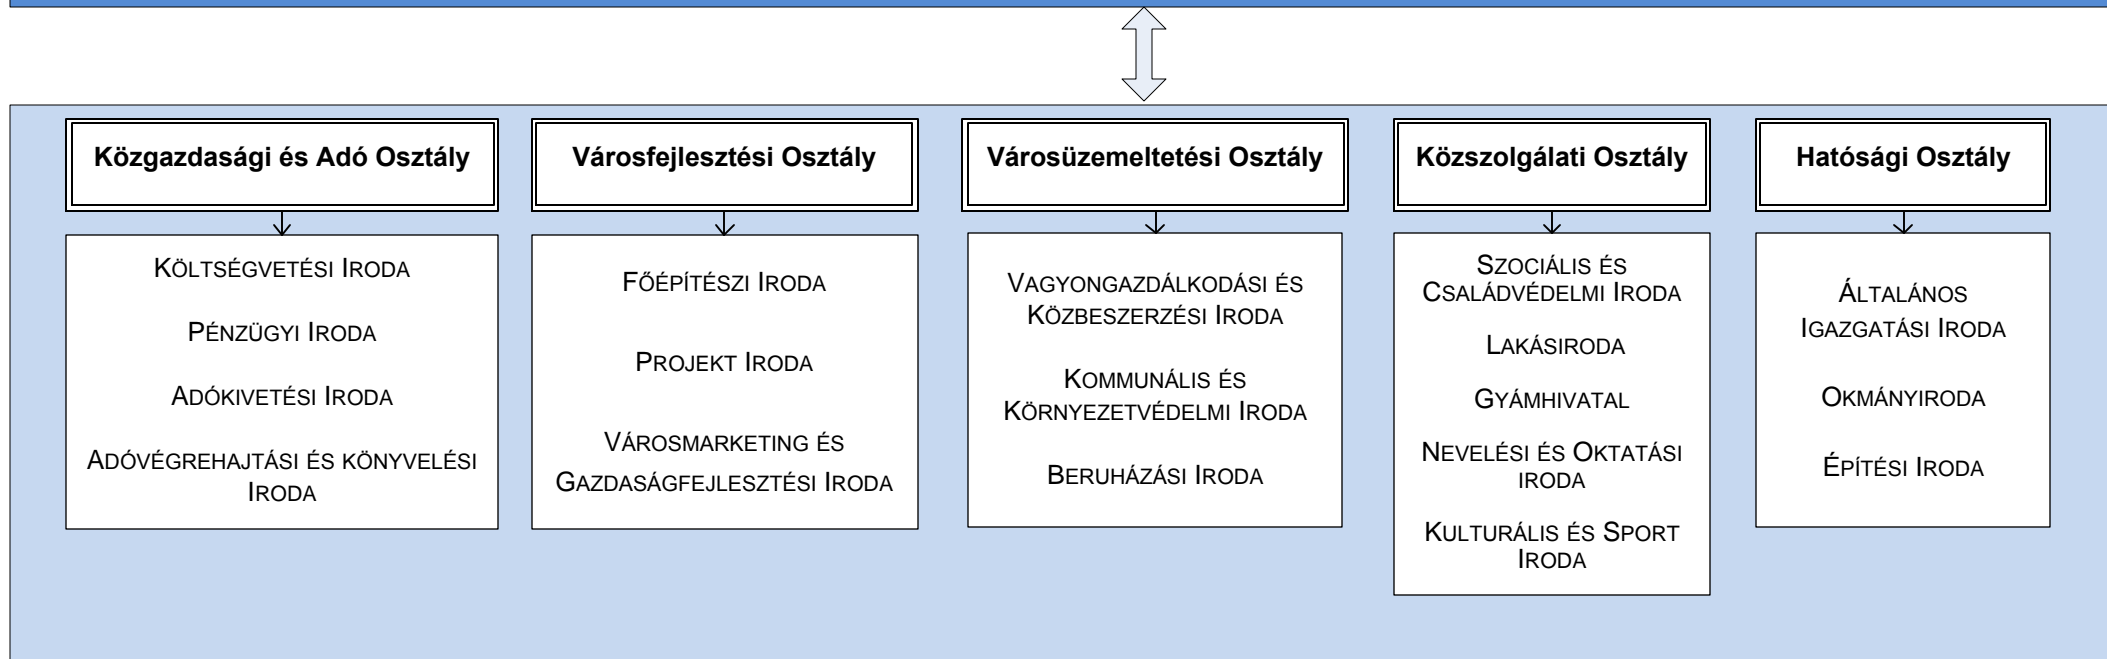 Közgazdasági és Adó Osztály
KÖLTSÉGVETÉSI IRODA
PÉNZÜGYI IRODA
ADÓKIVETÉSI IRODA
ADÓVÉGREHAJTÁSI ÉS KÖNYVELÉSI
IRODA
Városfejlesztési Osztály
FŐÉPÍTÉSZI IRODA
PROJEKT IRODA
VÁROSMARKETING ÉS
GAZDASÁGFEJLESZTÉSI IRODA
Városüzemeltetési Osztály
VAGYONGAZDÁLKODÁSI ÉS
KÖZBESZERZÉSI IRODA
KOMMUNÁLIS ÉS
KÖRNYEZETVÉDELMI IRODA
BERUHÁZÁSI IRODA
Közszolgálati Osztály
SZOCIÁLIS ÉS
CSALÁDVÉDELMI IRODA
LAKÁSIRODA
GYÁMHIVATAL
NEVELÉSI ÉS OKTATÁSI
IRODA
KULTURÁLIS ÉS SPORT
IRODA
Hatósági Osztály
ÁLTALÁNOS
IGAZGATÁSI IRODA
OKMÁNYIRODA
ÉPÍTÉSI IRODA